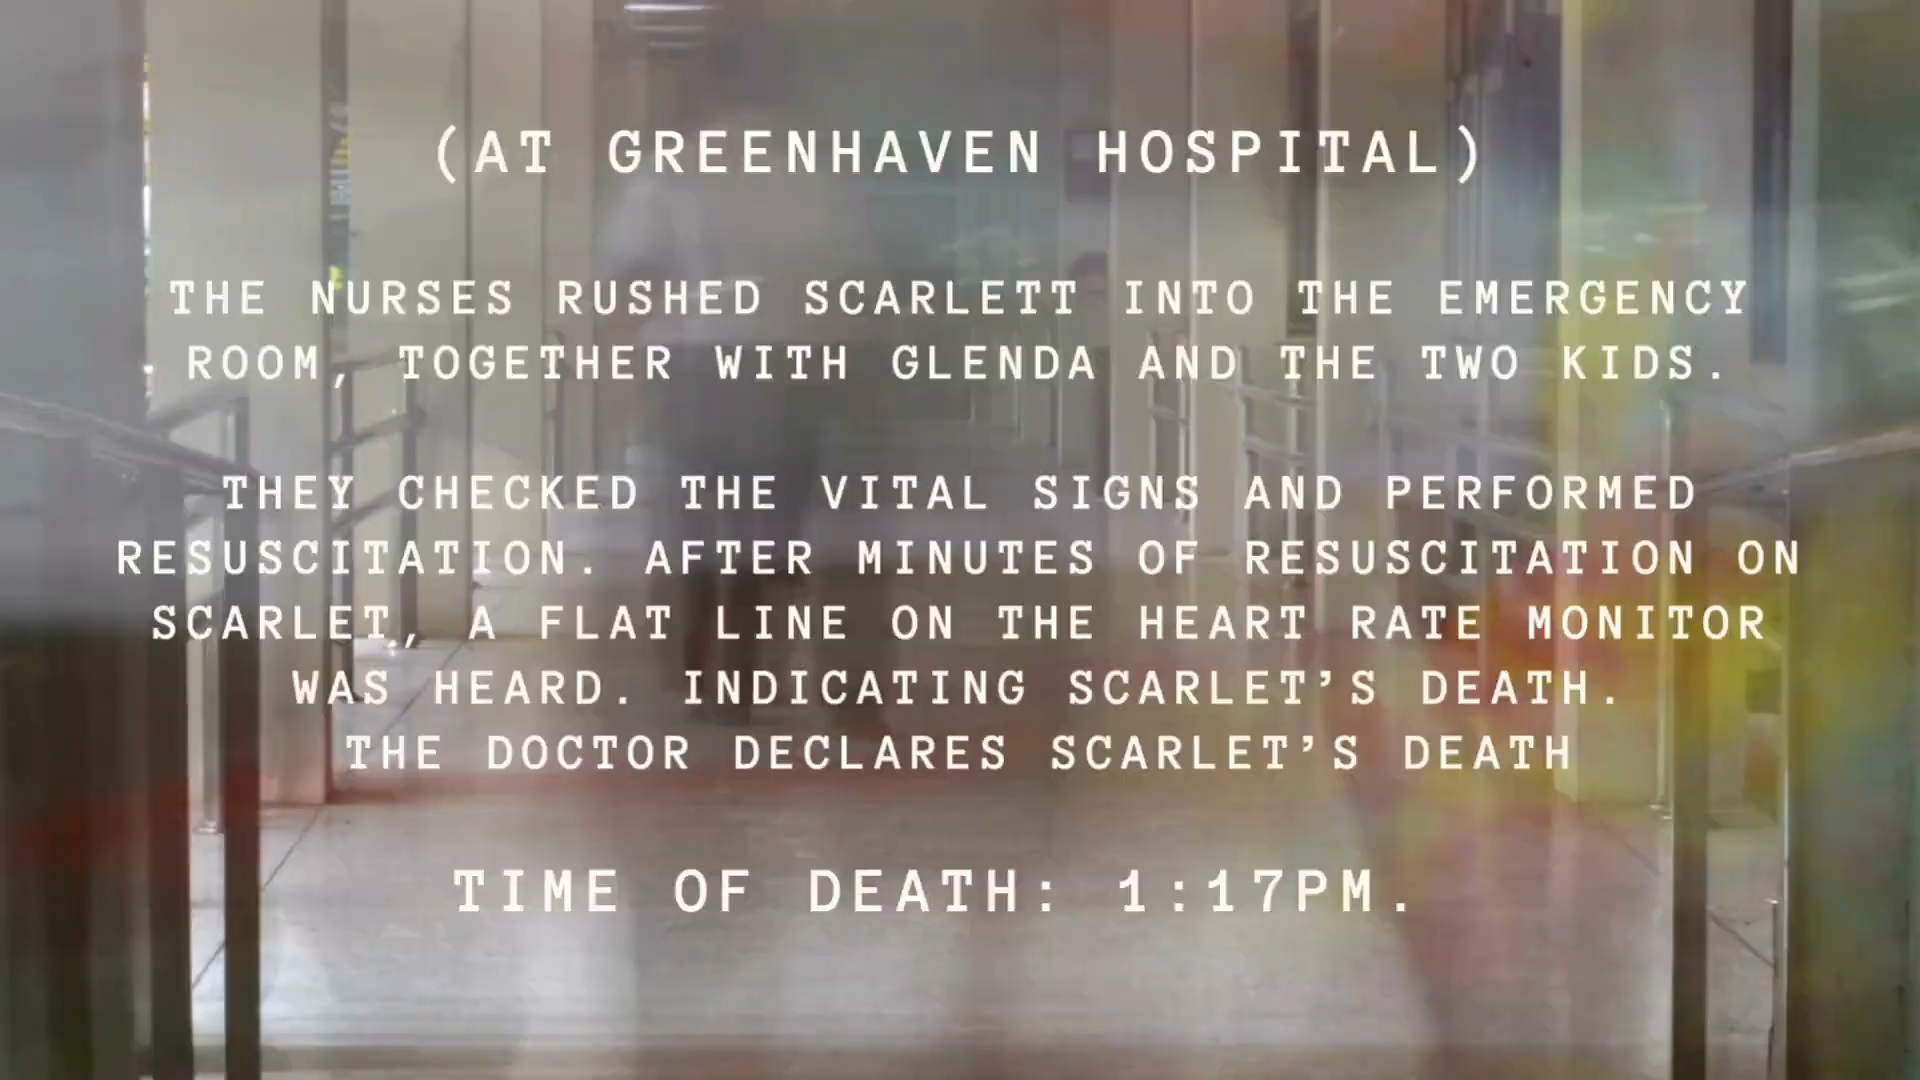 (AT GREENHAVEN HOSPITAL)
THE NURSES RUSHED SCARLETT INTO THE EMERGENCY
ROOM, TOGETHER WITH GLENDA AND THE TWO KIDS.
THEY CHECKED THE VITAL SIGNS AND PERFORMED
RESUSCITATION. AFTER MINUTES OF RESUSCITATION ON
SCARLET, A FLAT LINE ON THE HEART RATE MONITOR
WAS HEARD. INDICATING SCARLET’S DEATH.
THE DOCTOR DECLARES SCARLET’S DEATH
TIME OF DEATH: 1:17PM.